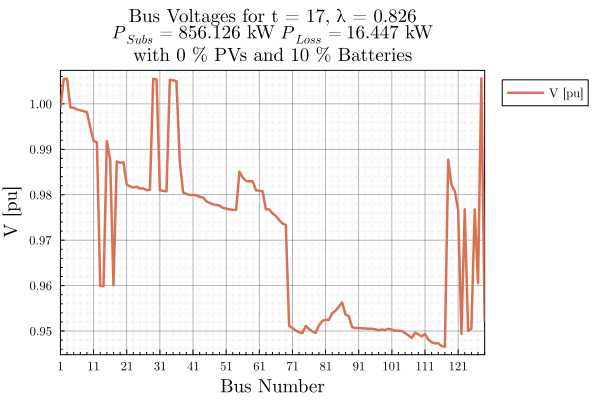 Bus Voltages for t = 17, λ = 0.826
P_Subs = 856.126 kW P_Loss = 16.447 kW
with 0 % PVs and 10 % Batteries
V [pu]
1.00
0.99
0.98
0.97
0.96
0.95
V [pu]
1 11 21 31 41 51 61 71 81 91 101 111 121
Bus Number